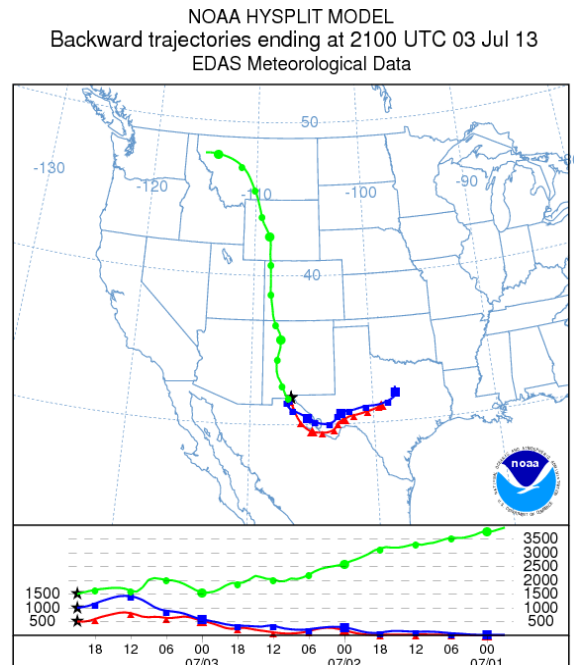 NOAA HYSPLIT MODEL
Backward trajectories ending at 2100 UTC 03 Jul 13
EDAS Meteorological Data
50
-130
-120
-110
-100
-90
40
noaa
3500
3000
2500
2000
1500 1500
1000 1000
500 500
18 12 06 00 18 12 06 00 18 12 06 00
07/03 07/02 07/01